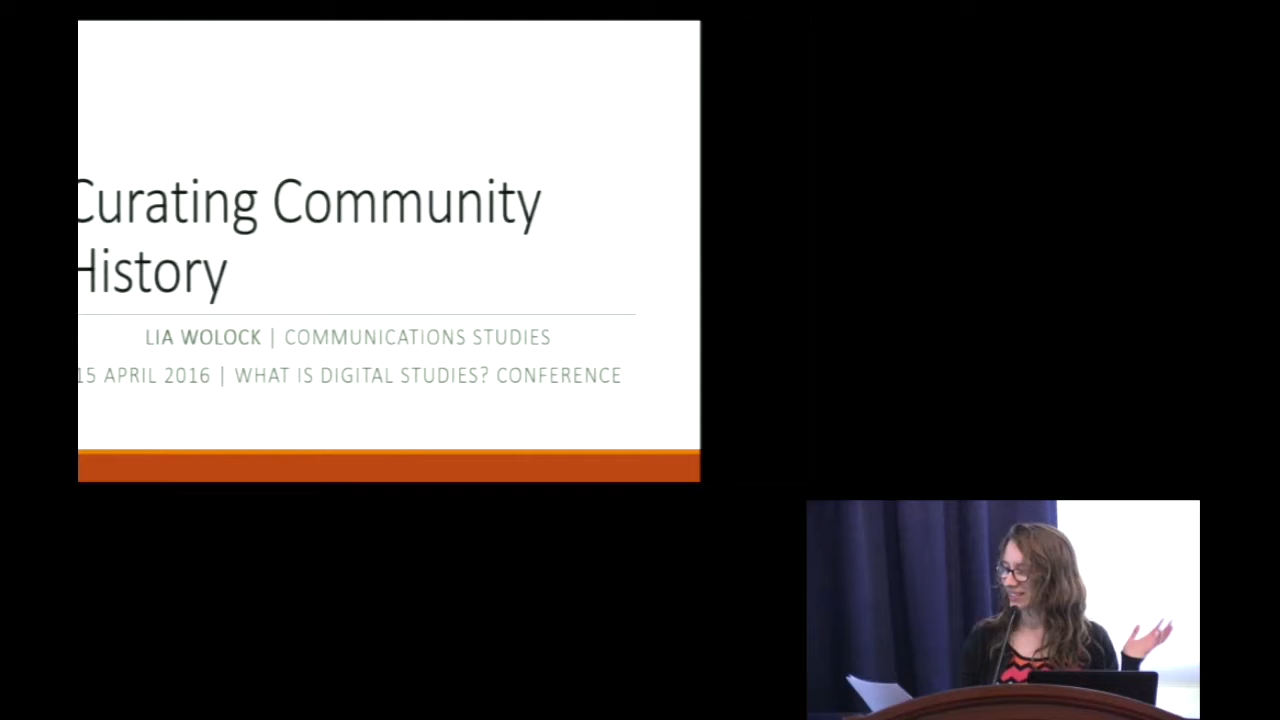 Curating Community
History
LIA WOLOCK | COMMUNICATIONS STUDIES
15 APRIL 2016 | WHAT IS DIGITAL STUDIES? CONFERENCE